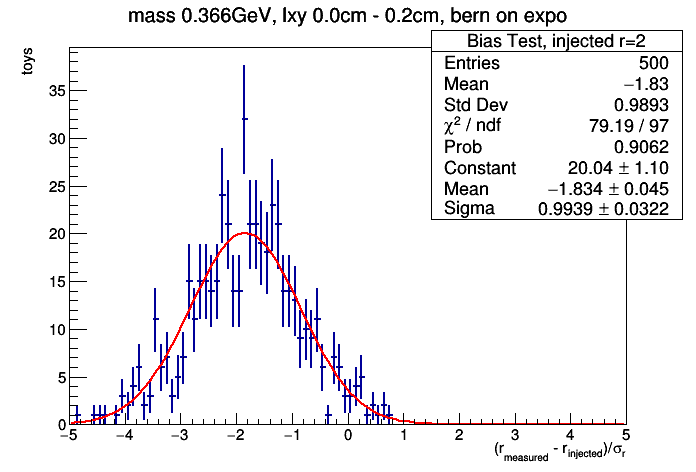 mass 0.366GeV, lxy 0.0cm - 0.2cm, bern on expo
toys
Bias Test, injected r=2
Entries 500
Mean −1.83
Std Dev 0.9893
χ² / ndf 79.19 / 97
Prob 0.9062
Constant 20.04 ± 1.10
Mean −1.834 ± 0.045
Sigma 0.9939 ± 0.0322
35
30
25
20
15
10
5
0
−5 −4 −3 −2 −1 0 1 2 3 4 5
(r_measured - r_injected)/σ_r